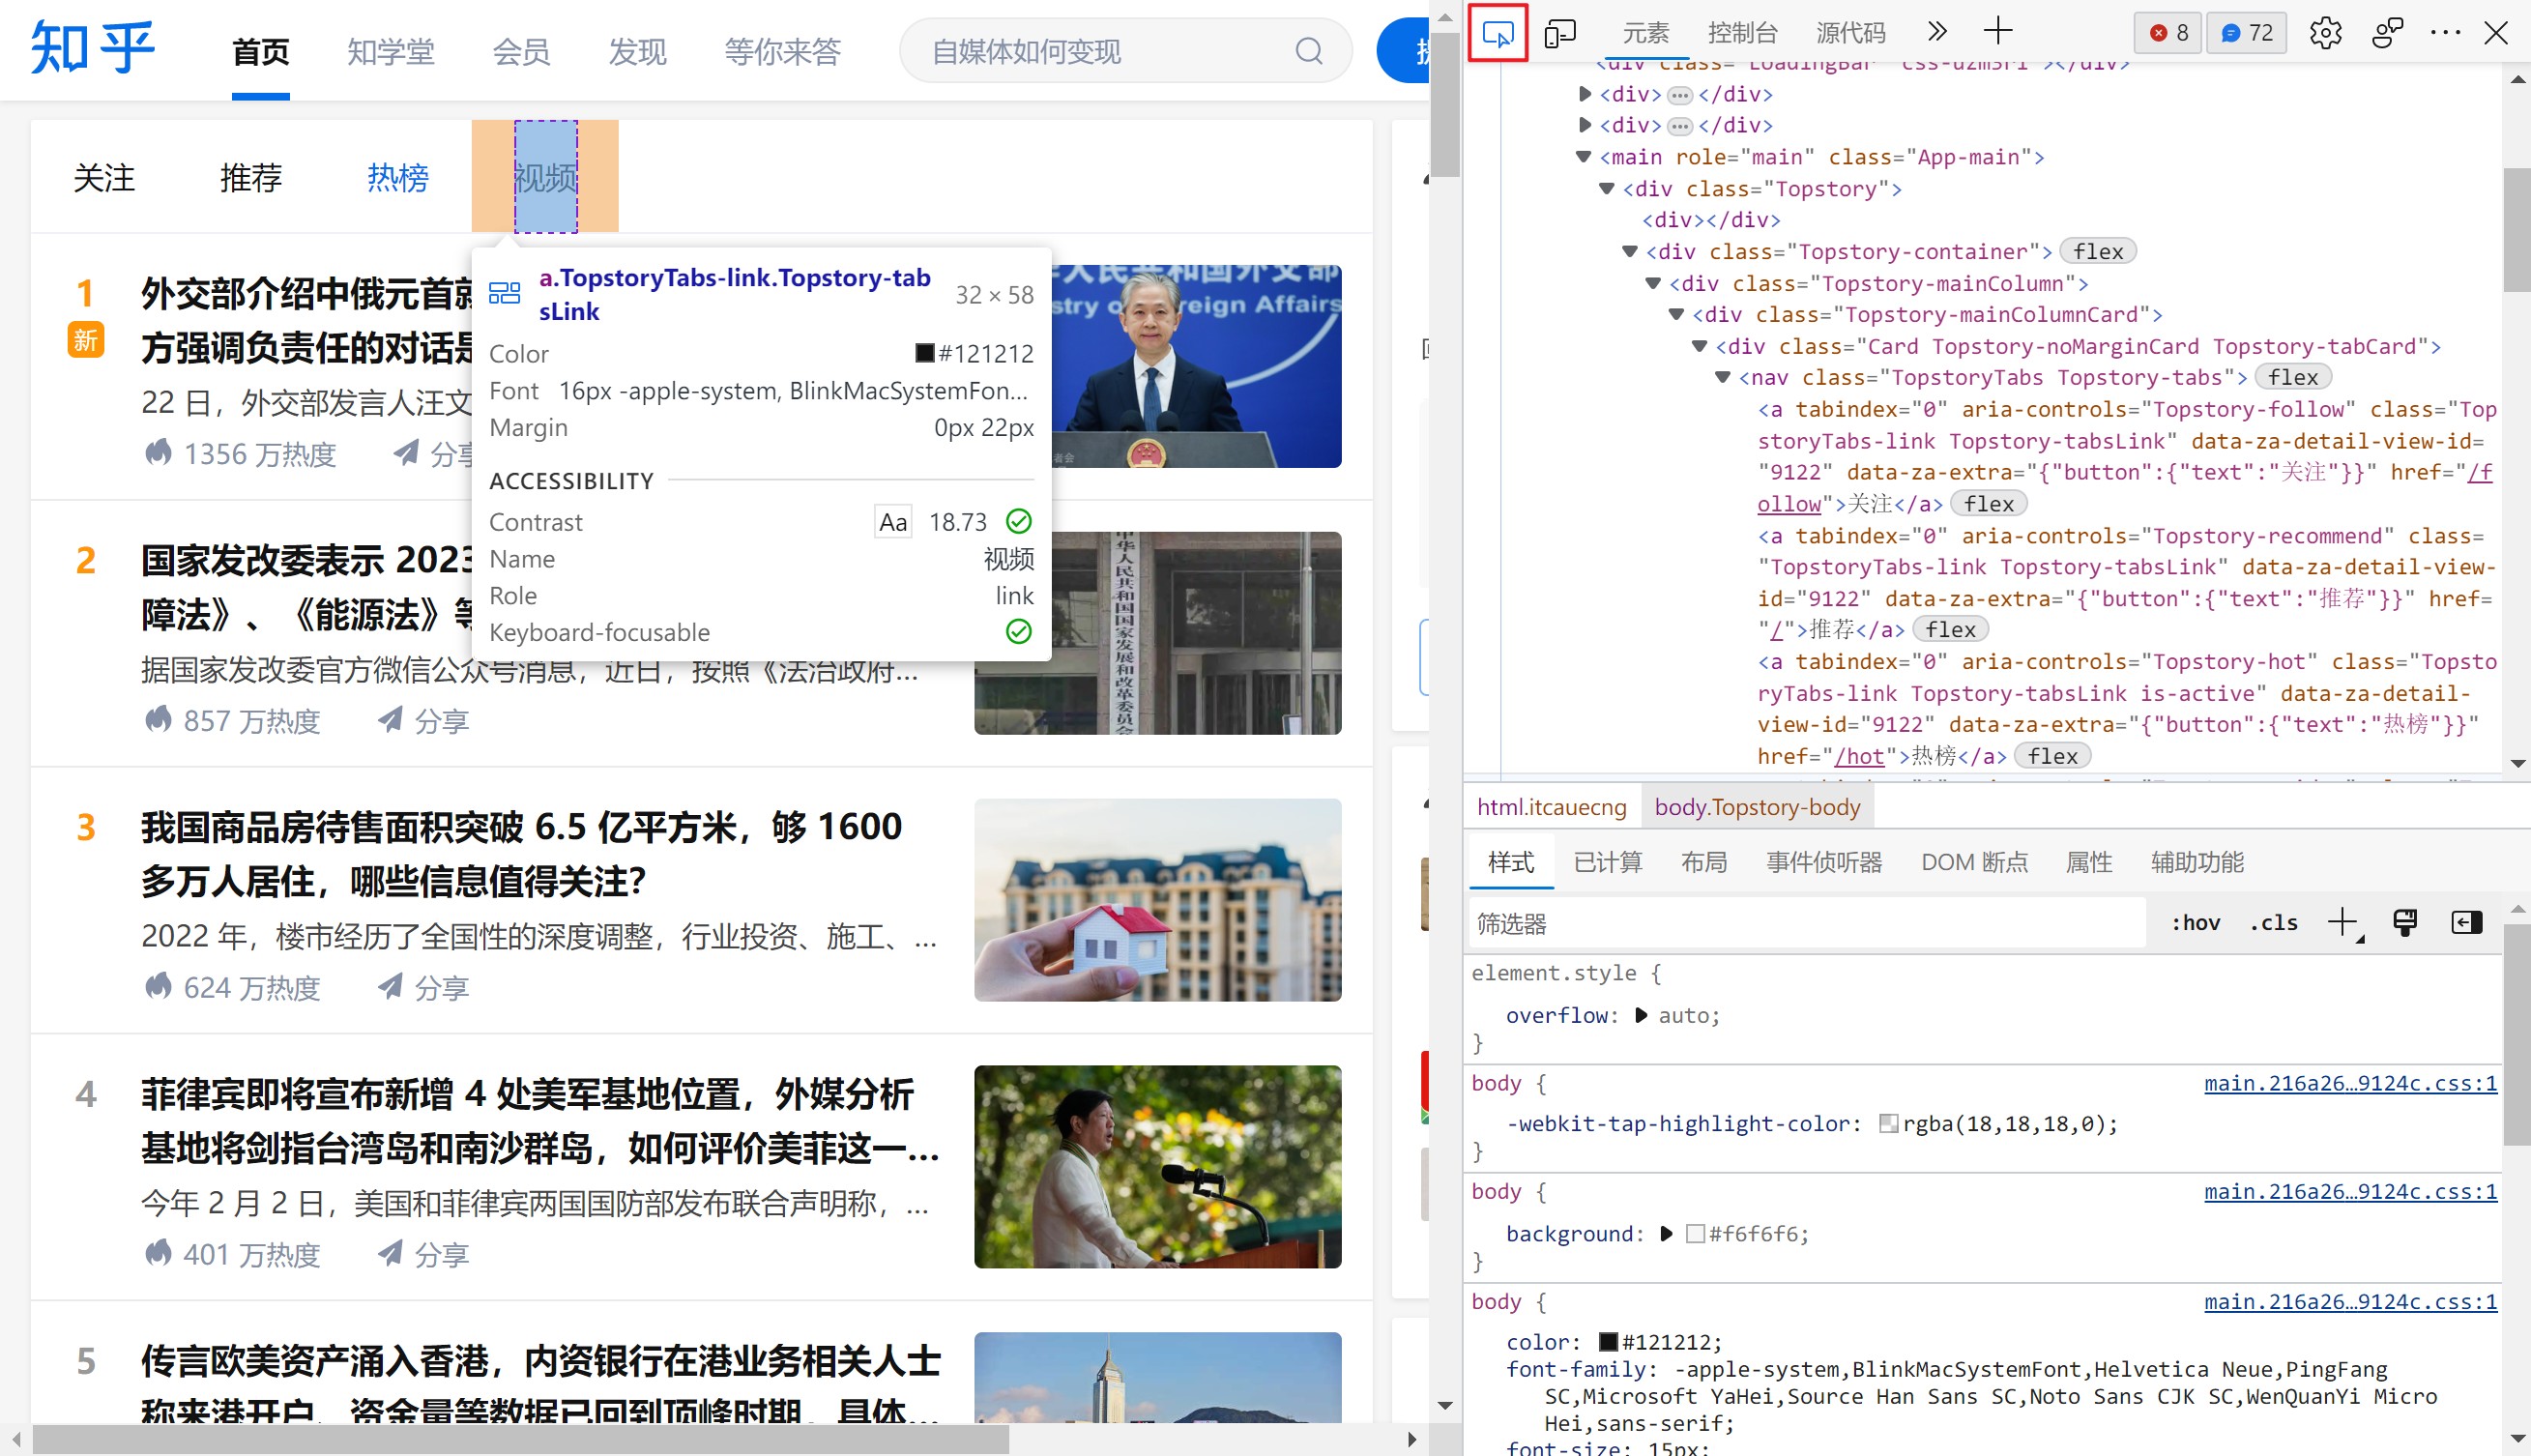 知乎
首页 知学堂 会员 发现 等你来答 自媒体如何变现
关注 推荐 热榜 视频
a.TopstoryTabs-link.Topstory-tab
sLink
32 × 58
Color #121212
Font 16px -apple-system, BlinkMacSystemFon...
Margin 0px 22px
ACCESSIBILITY
Contrast Aa 18.73
Name 视频
Role link
Keyboard-focusable
1
新
外交部介绍中俄元首
方强调负责任的对话是
22 日，外交部发言人汪文
1356 万热度 分享
2
国家发改委表示 2023
障法》、《能源法》等
据国家发改委官方微信公众号消息，近日，按照《法治政府...
857 万热度 分享
中华人民共和国国家发展和改革委员会
3
我国商品房待售面积突破 6.5 亿平方米，够 1600
多万人居住，哪些信息值得关注？
2022 年，楼市经历了全国性的深度调整，行业投资、施工、...
624 万热度 分享
4
菲律宾即将宣布新增 4 处美军基地位置，外媒分析
基地将剑指台湾岛和南沙群岛，如何评价美菲这一...
今年 2 月 2 日，美国和菲律宾两国国防部发布联合声明称，...
401 万热度 分享
5
传言欧美资产涌入香港，内资银行在港业务相关人士
称来港开户、资金量等数据已回到顶峰时期，具体...
元素 控制台 源代码 8 72
<div class="LoadingBar css-u2m3ri"></div>
<div> ... </div>
<div> ... </div>
<main role="main" class="App-main">
<div class="Topstory">
<div></div>
<div class="Topstory-container"> flex
<div class="Topstory-mainColumn">
<div class="Topstory-mainColumnCard">
<div class="Card Topstory-noMarginCard Topstory-tabCard">
<nav class="TopstoryTabs Topstory-tabs"> flex
<a tabindex="0" aria-controls="Topstory-follow" class="Top
storyTabs-link Topstory-tabsLink" data-za-detail-view-id=
"9122" data-za-extra="{"button":{"text":"关注"}}" href="/f
ollow">关注</a> flex
<a tabindex="0" aria-controls="Topstory-recommend" class=
"TopstoryTabs-link Topstory-tabsLink" data-za-detail-view-
id="9122" data-za-extra="{"button":{"text":"推荐"}}" href=
"/">推荐</a> flex
<a tabindex="0" aria-controls="Topstory-hot" class="Topsto
ryTabs-link Topstory-tabsLink is-active" data-za-detail-
view-id="9122" data-za-extra="{"button":{"text":"热榜"}}"
href="/hot">热榜</a> flex
html.itcauecng body.Topstory-body
样式 已计算 布局 事件侦听器 DOM 断点 属性 辅助功能
筛选器 :hov .cls
element.style {
overflow: auto;
}
body { main.216a26…9124c.css:1
-webkit-tap-highlight-color: rgba(18,18,18,0);
}
body { main.216a26…9124c.css:1
background: #f6f6f6;
}
body { main.216a26…9124c.css:1
color: #121212;
font-family: -apple-system,BlinkMacSystemFont,Helvetica Neue,PingFang
SC,Microsoft YaHei,Source Han Sans SC,Noto Sans CJK SC,WenQuanYi Micro
Hei,sans-serif;
font-size: 15px;